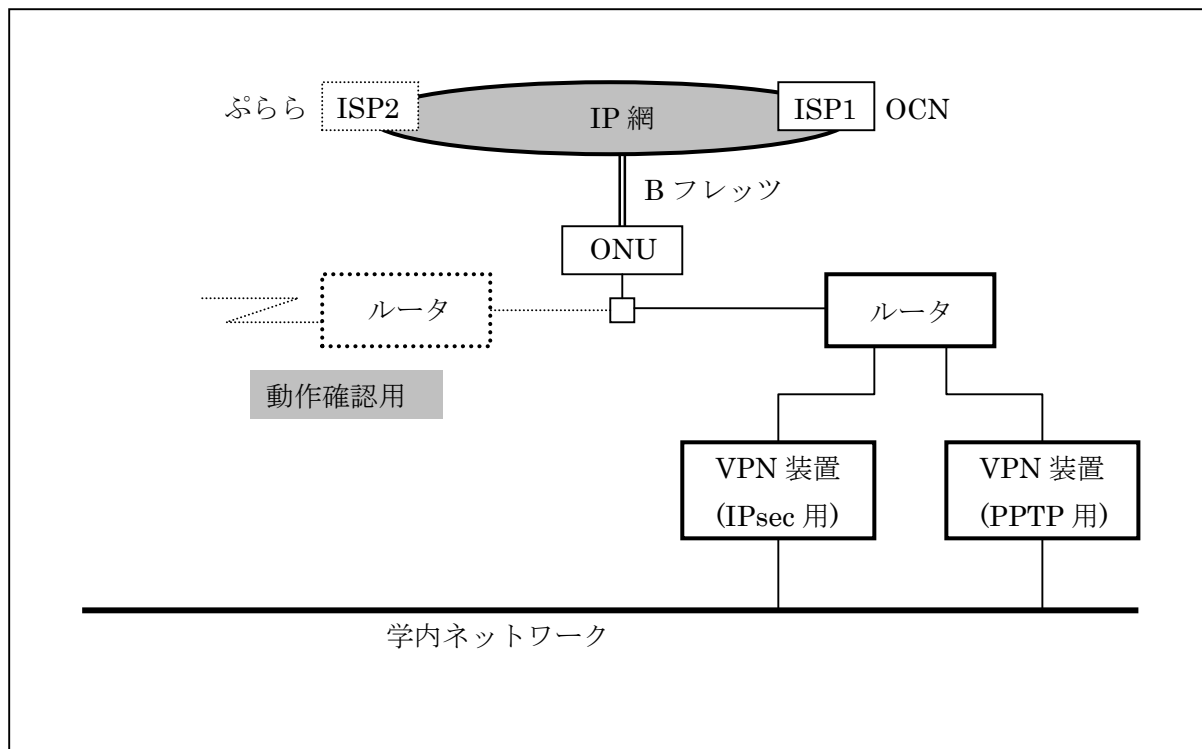 ぷらら
ISP2
IP 網
ISP1
OCN
B フレッツ
ONU
ルータ
ルータ
動作確認用
VPN 装置
(IPsec 用)
VPN 装置
(PPTP 用)
学内ネットワーク